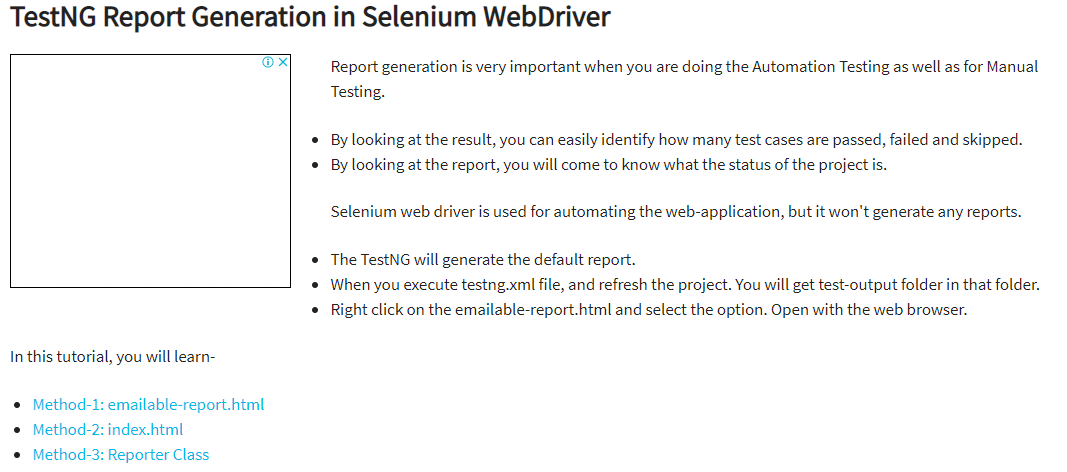 TestNG Report Generation in Selenium WebDriver
Report generation is very important when you are doing the Automation Testing as well as for Manual
Testing.
By looking at the result, you can easily identify how many test cases are passed, failed and skipped.
By looking at the report, you will come to know what the status of the project is.
Selenium web driver is used for automating the web-application, but it won't generate any reports.
The TestNG will generate the default report.
When you execute testng.xml file, and refresh the project. You will get test-output folder in that folder.
Right click on the emailable-report.html and select the option. Open with the web browser.
In this tutorial, you will learn-
Method-1: emailable-report.html
Method-2: index.html
Method-3: Reporter Class